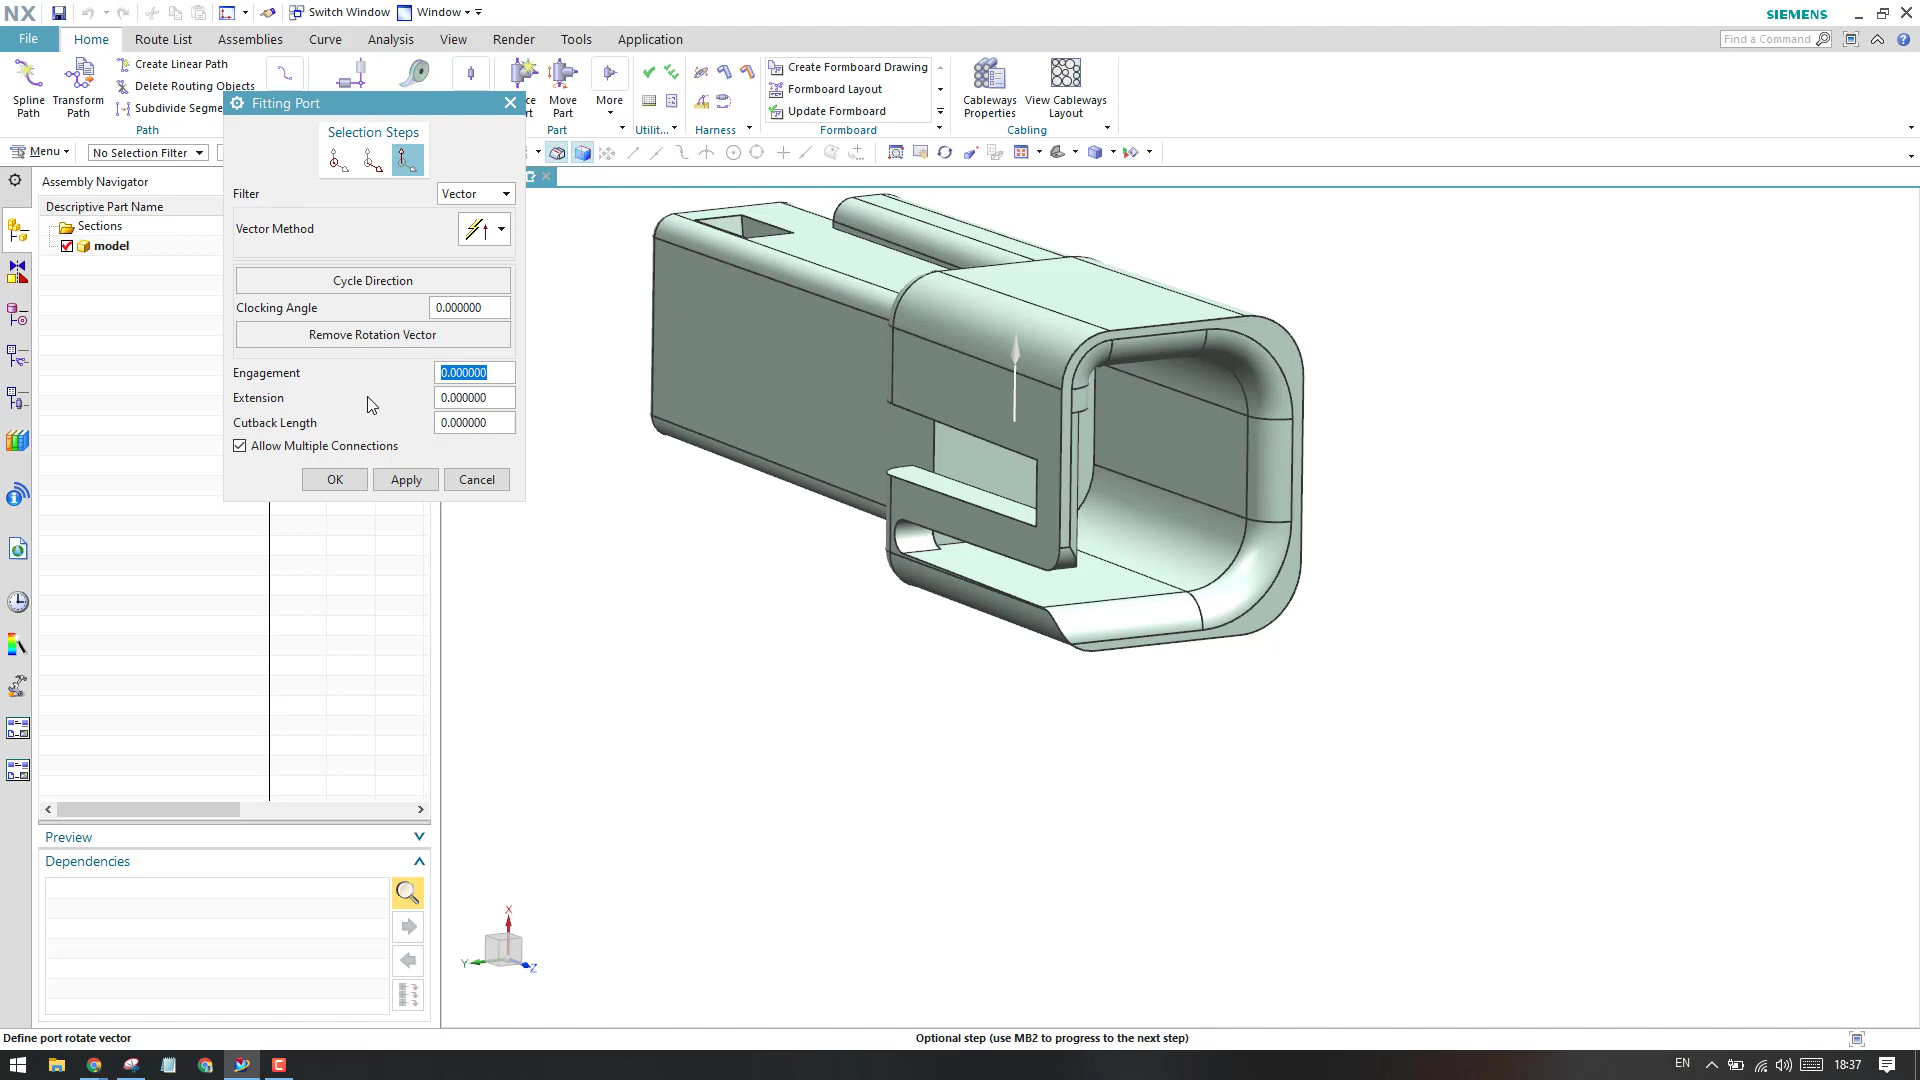 NX
Switch Window
Window
SIEMENS
File
Home
Route List
Assemblies
Curve
Analysis
View
Render
Tools
Application
Find a Command
Spline
Path
Transform
Path
Create Linear Path
Delete Routing Objects
Subdivide Segme
Path
Move
Part
More
Part
Utilit...
Harness
Create Formboard Drawing
Formboard Layout
Update Formboard
Formboard
Cableways
Properties
View Cableways
Layout
Cabling
Menu
No Selection Filter
Fitting Port
Selection Steps
Filter
Vector
Vector Method
Cycle Direction
Clocking Angle
0.000000
Remove Rotation Vector
Engagement
0.000000
Extension
0.000000
Cutback Length
0.000000
Allow Multiple Connections
OK
Apply
Cancel
Assembly Navigator
Descriptive Part Name
Sections
model
Preview
Dependencies
X
Y
Z
Define port rotate vector
Optional step (use MB2 to progress to the next step)
EN
18:37